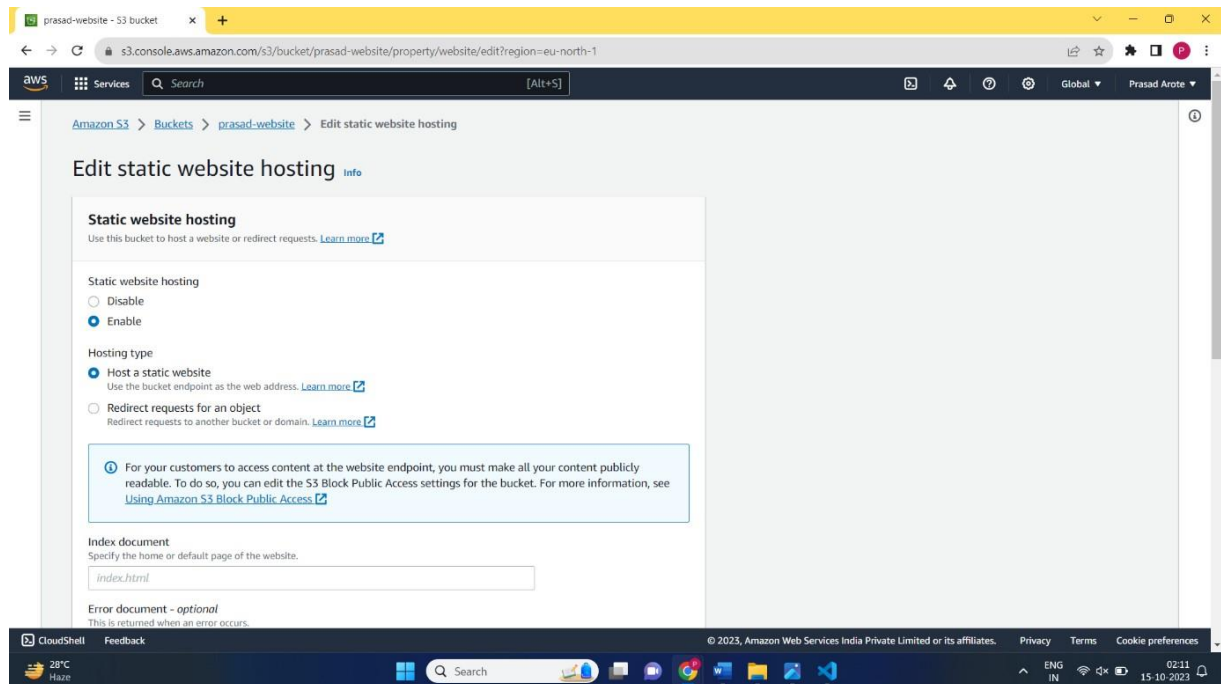 prasad-website - S3 bucket
s3.console.aws.amazon.com/s3/bucket/prasad-website/property/website/edit?region=eu-north-1
P
aws
Services
Search
[Alt+S]
Global
Prasad Arote
Amazon S3 > Buckets > prasad-website > Edit static website hosting
Edit static website hosting Info
Static website hosting
Use this bucket to host a website or redirect requests. Learn more
Static website hosting
Disable
Enable
Hosting type
Host a static website
Use the bucket endpoint as the web address. Learn more
Redirect requests for an object
Redirect requests to another bucket or domain. Learn more
For your customers to access content at the website endpoint, you must make all your content publicly
readable. To do so, you can edit the S3 Block Public Access settings for the bucket. For more information, see
Using Amazon S3 Block Public Access
Index document
Specify the home or default page of the website.
index.html
Error document - optional
This is returned when an error occurs.
CloudShell Feedback © 2023, Amazon Web Services India Private Limited or its affiliates. Privacy Terms Cookie preferences
28°C
Haze
Search
ENG
IN
02:11
15-10-2023